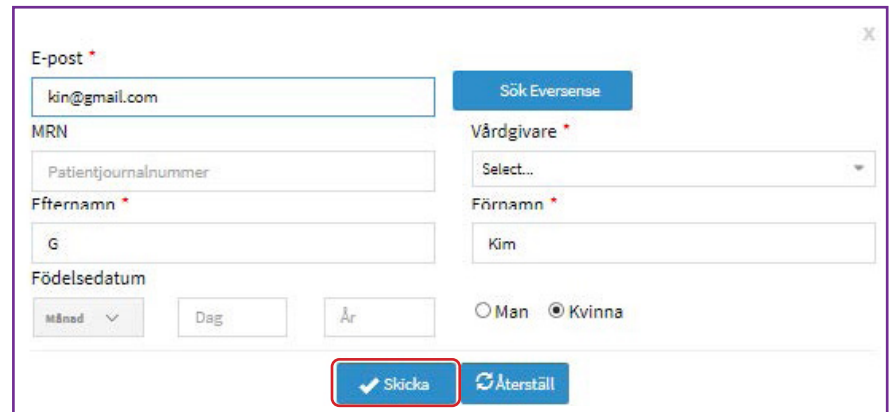 X
E-post *
kin@gmail.com
Sök Eversense
MRN
Vårdgivare *
Patientjournalnummer
Select...
Efternamn *
Förnamn *
G
Kim
Födelsedatum
Månad
Dag
År
Man
Kvinna
Skicka
Återställ